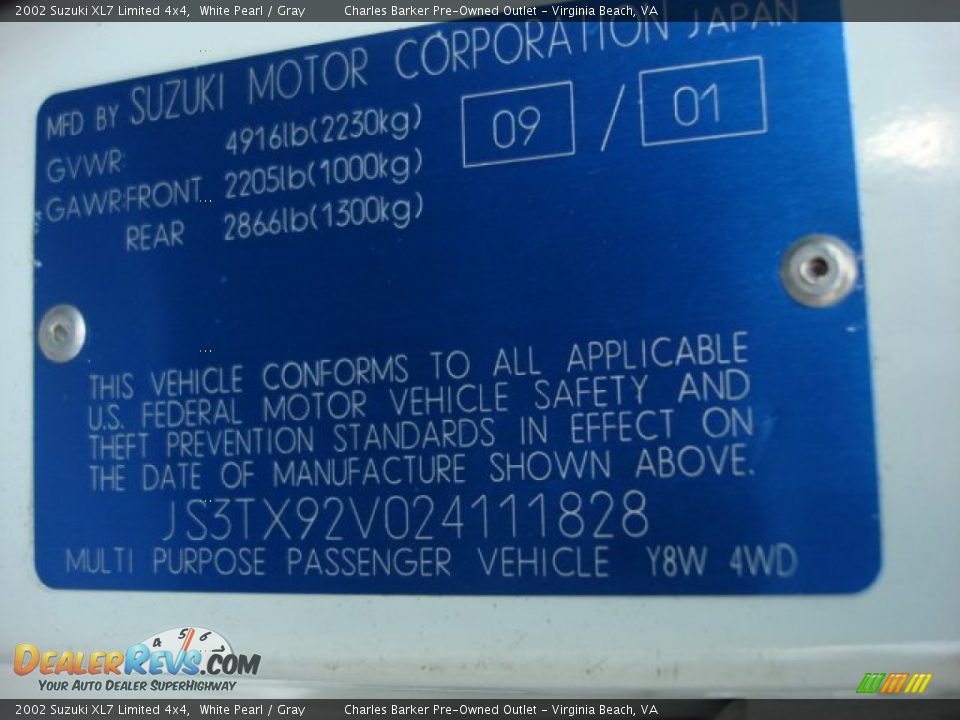 2002 Suzuki XL7 Limited 4x4, White Pearl / Gray Charles Barker Pre-Owned Outlet - Virginia Beach, VA
MFD BY SUZUKI MOTOR CORPORATION JAPAN
GVWR: 4916lb(2230kg) 09 / 01
GAWR:FRONT 2205lb(1000kg)
REAR 2866lb(1300kg)
THIS VEHICLE CONFORMS TO ALL APPLICABLE
U.S. FEDERAL MOTOR VEHICLE SAFETY AND
THEFT PREVENTION STANDARDS IN EFFECT ON
THE DATE OF MANUFACTURE SHOWN ABOVE.
JS3TX92V024111828
MULTI PURPOSE PASSENGER VEHICLE Y8W 4WD
4 5 6
DEALERREVS.COM
YOUR AUTO DEALER SUPERHIGHWAY
2002 Suzuki XL7 Limited 4x4, White Pearl / Gray Charles Barker Pre-Owned Outlet - Virginia Beach, VA